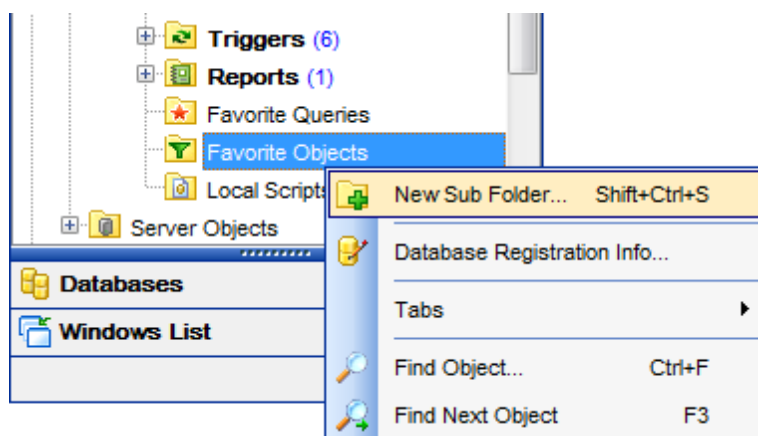 Triggers (6)
Reports (1)
Favorite Queries
Favorite Objects
Local Scripts
New Sub Folder... Shift+Ctrl+S
Server Objects
Database Registration Info...
Databases
Tabs
Windows List
Find Object... Ctrl+F
Find Next Object F3